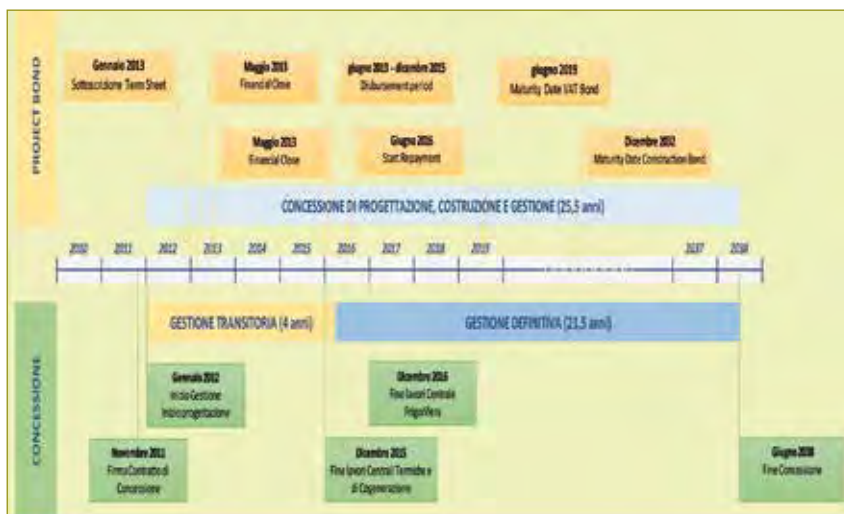 PROJECT BOND
Gennaio 2013
Sottoscrizione Term Sheet
Maggio 2013
Financial Close
giugno 2013 – dicembre 2015
Disbursement period
giugno 2019
Maturity Date VAT Bond
Maggio 2013
Financial Close
Giugno 2016
Start Repayment
Dicembre
Maturity Date Construction Bond
CONCESSIONE DI PROGETTAZIONE, COSTRUZIONE E GESTIONE (25,5 anni)
2010 2011 2012 2013 2014 2015 2016 2017 2018 2019 2037 2038
CONCESSIONE
GESTIONE TRANSITORIA (4 anni)
GESTIONE DEFINITIVA (21,5 anni)
Gennaio 2012
Inizio Gestione
Inizio progettazione
Dicembre 2016
Fine lavori Centrale
Frigorifera
Novembre 2011
Firma Contratto di
Concessione
Dicembre 2015
Fine lavori Centrali Termiche e
di Cogenerazione
Giugno 2038
Fine Concessione